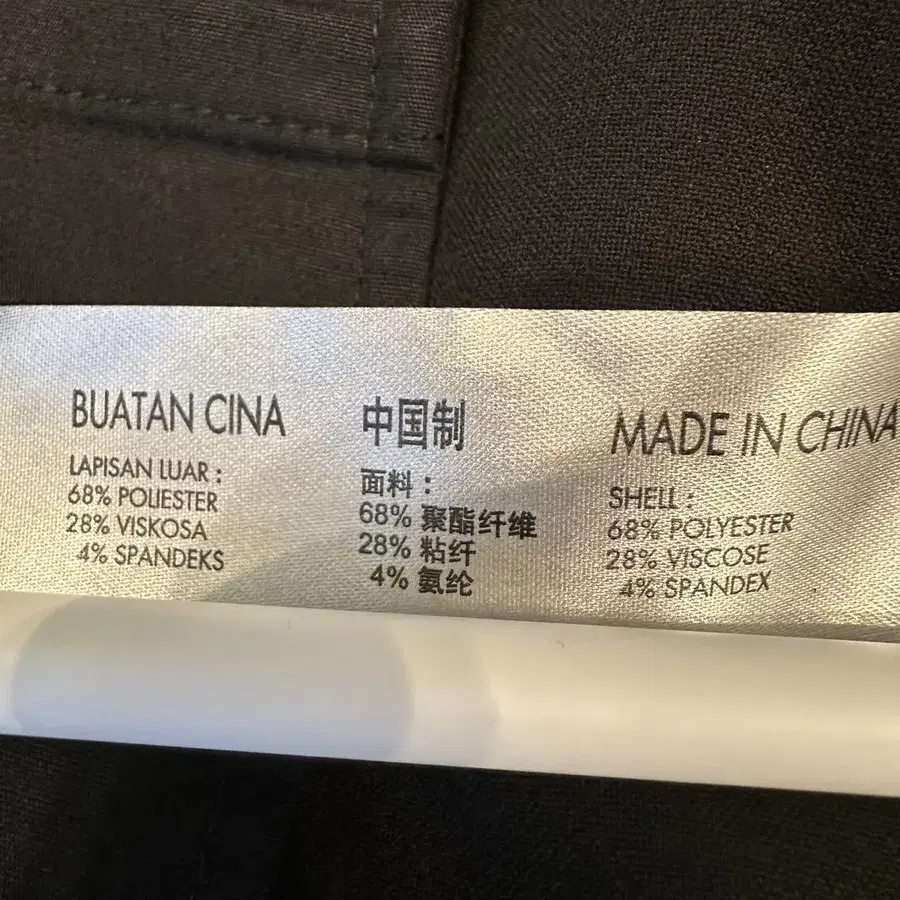 BUATAN CINA
LAPISAN LUAR :
68% POLIESTER
28% VISKOSA
4% SPANDEKS
中国制
面料 :
68% 聚酯纤维
28% 粘纤
4% 氨纶
MADE IN CHINA
SHELL :
68% POLYESTER
28% VISCOSE
4% SPANDEX